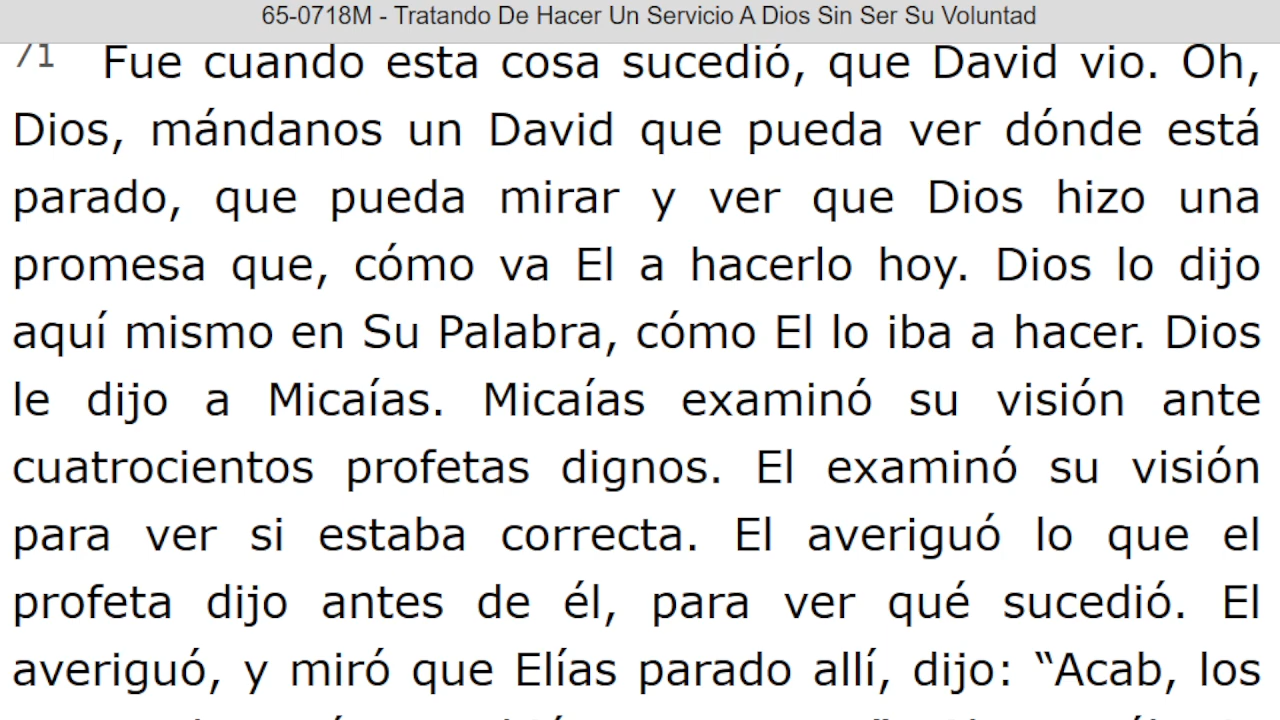 65-0718M - Tratando De Hacer Un Servicio A Dios Sin Ser Su Voluntad
71 Fue cuando esta cosa sucedió, que David vio. Oh,
Dios, mándanos un David que pueda ver dónde está
parado, que pueda mirar y ver que Dios hizo una
promesa que, cómo va El a hacerlo hoy. Dios lo dijo
aquí mismo en Su Palabra, cómo El lo iba a hacer. Dios
le dijo a Micaías. Micaías examinó su visión ante
cuatrocientos profetas dignos. El examinó su visión
para ver si estaba correcta. El averiguó lo que el
profeta dijo antes de él, para ver qué sucedió. El
averiguó, y miró que Elías parado allí, dijo: “Acab, los